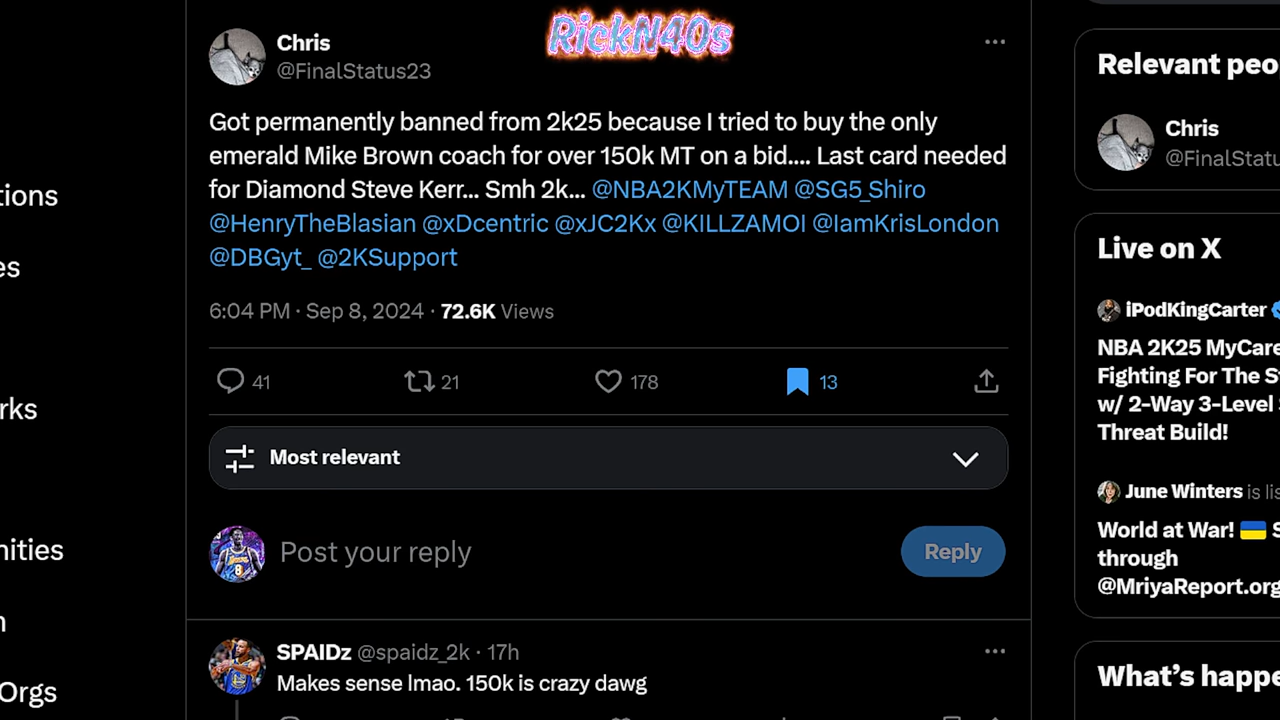 RickN40s
Chris
@FinalStatus23
Got permanently banned from 2k25 because I tried to buy the only
emerald Mike Brown coach for over 150k MT on a bid.... Last card needed
for Diamond Steve Kerr... Smh 2k... @NBA2KMyTEAM @SG5_Shiro
@HenryTheBlasian @xDcentric @xJC2Kx @KILLZAMOI @IamKrisLondon
@DBGyt_ @2KSupport
6:04 PM · Sep 8, 2024 · 72.6K Views
41 21 178 13
Most relevant
Post your reply
Reply
SPAIDz @spaidz_2k · 17h
Makes sense lmao. 150k is crazy dawg
tions
es
rks
nities
n
Orgs
Relevant peo
Chris
@FinalStatu
Live on X
iPodKingCarter
NBA 2K25 MyCare
Fighting For The S
w/ 2-Way 3-Level
Threat Build!
June Winters is lis
World at War! 🇺🇦 S
through
@MriyaReport.org
What's happe